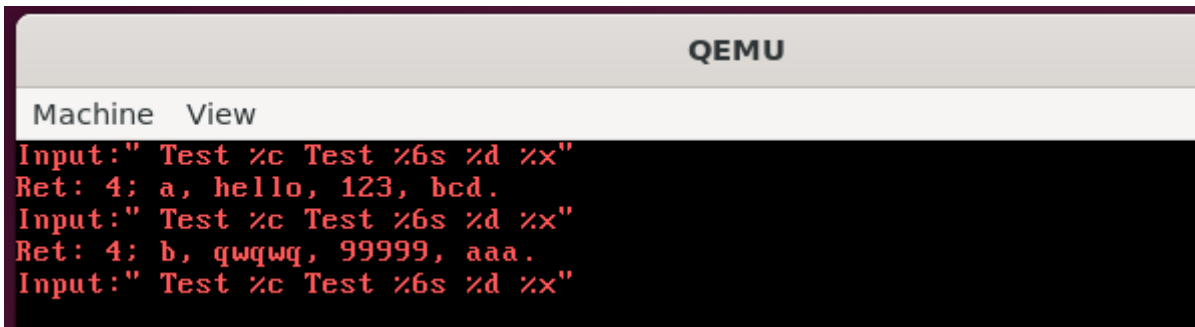 QEMU
Machine View
Input:" Test %c Test %6s %d %x"
Ret: 4; a, hello, 123, bcd.
Input:" Test %c Test %6s %d %x"
Ret: 4; b, qwqwq, 99999, aaa.
Input:" Test %c Test %6s %d %x"